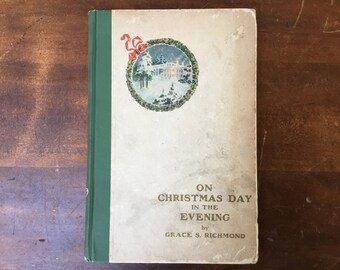 ON
CHRISTMAS DAY
IN THE
EVENING
by
GRACE S. RICHMOND